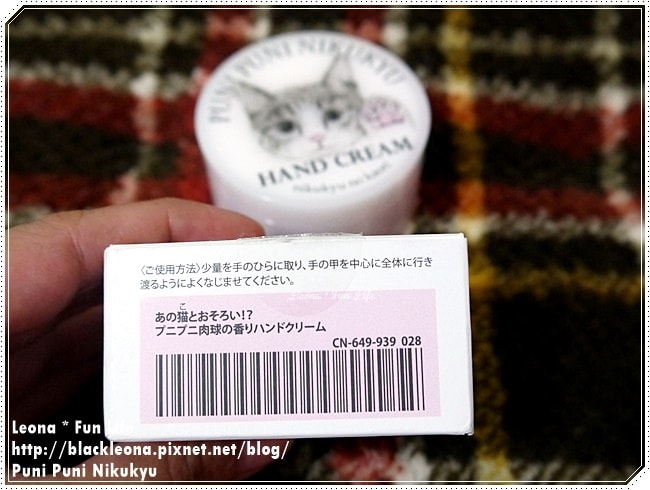 PUNI PUNI NIKUKYU
HAND CREAM
〈ご使用方法〉少量を手のひらに取り、手の甲を中心に全体に行き
渡るようによくなじませてください。
Leona * Fun Life
こ
あの猫とおそろい!?
プニプニ肉球の香りハンドクリーム
CN-649-939 028
Leona * Fun Life
http://blackleona.pixnet.net/blog/
Puni Puni Nikukyu